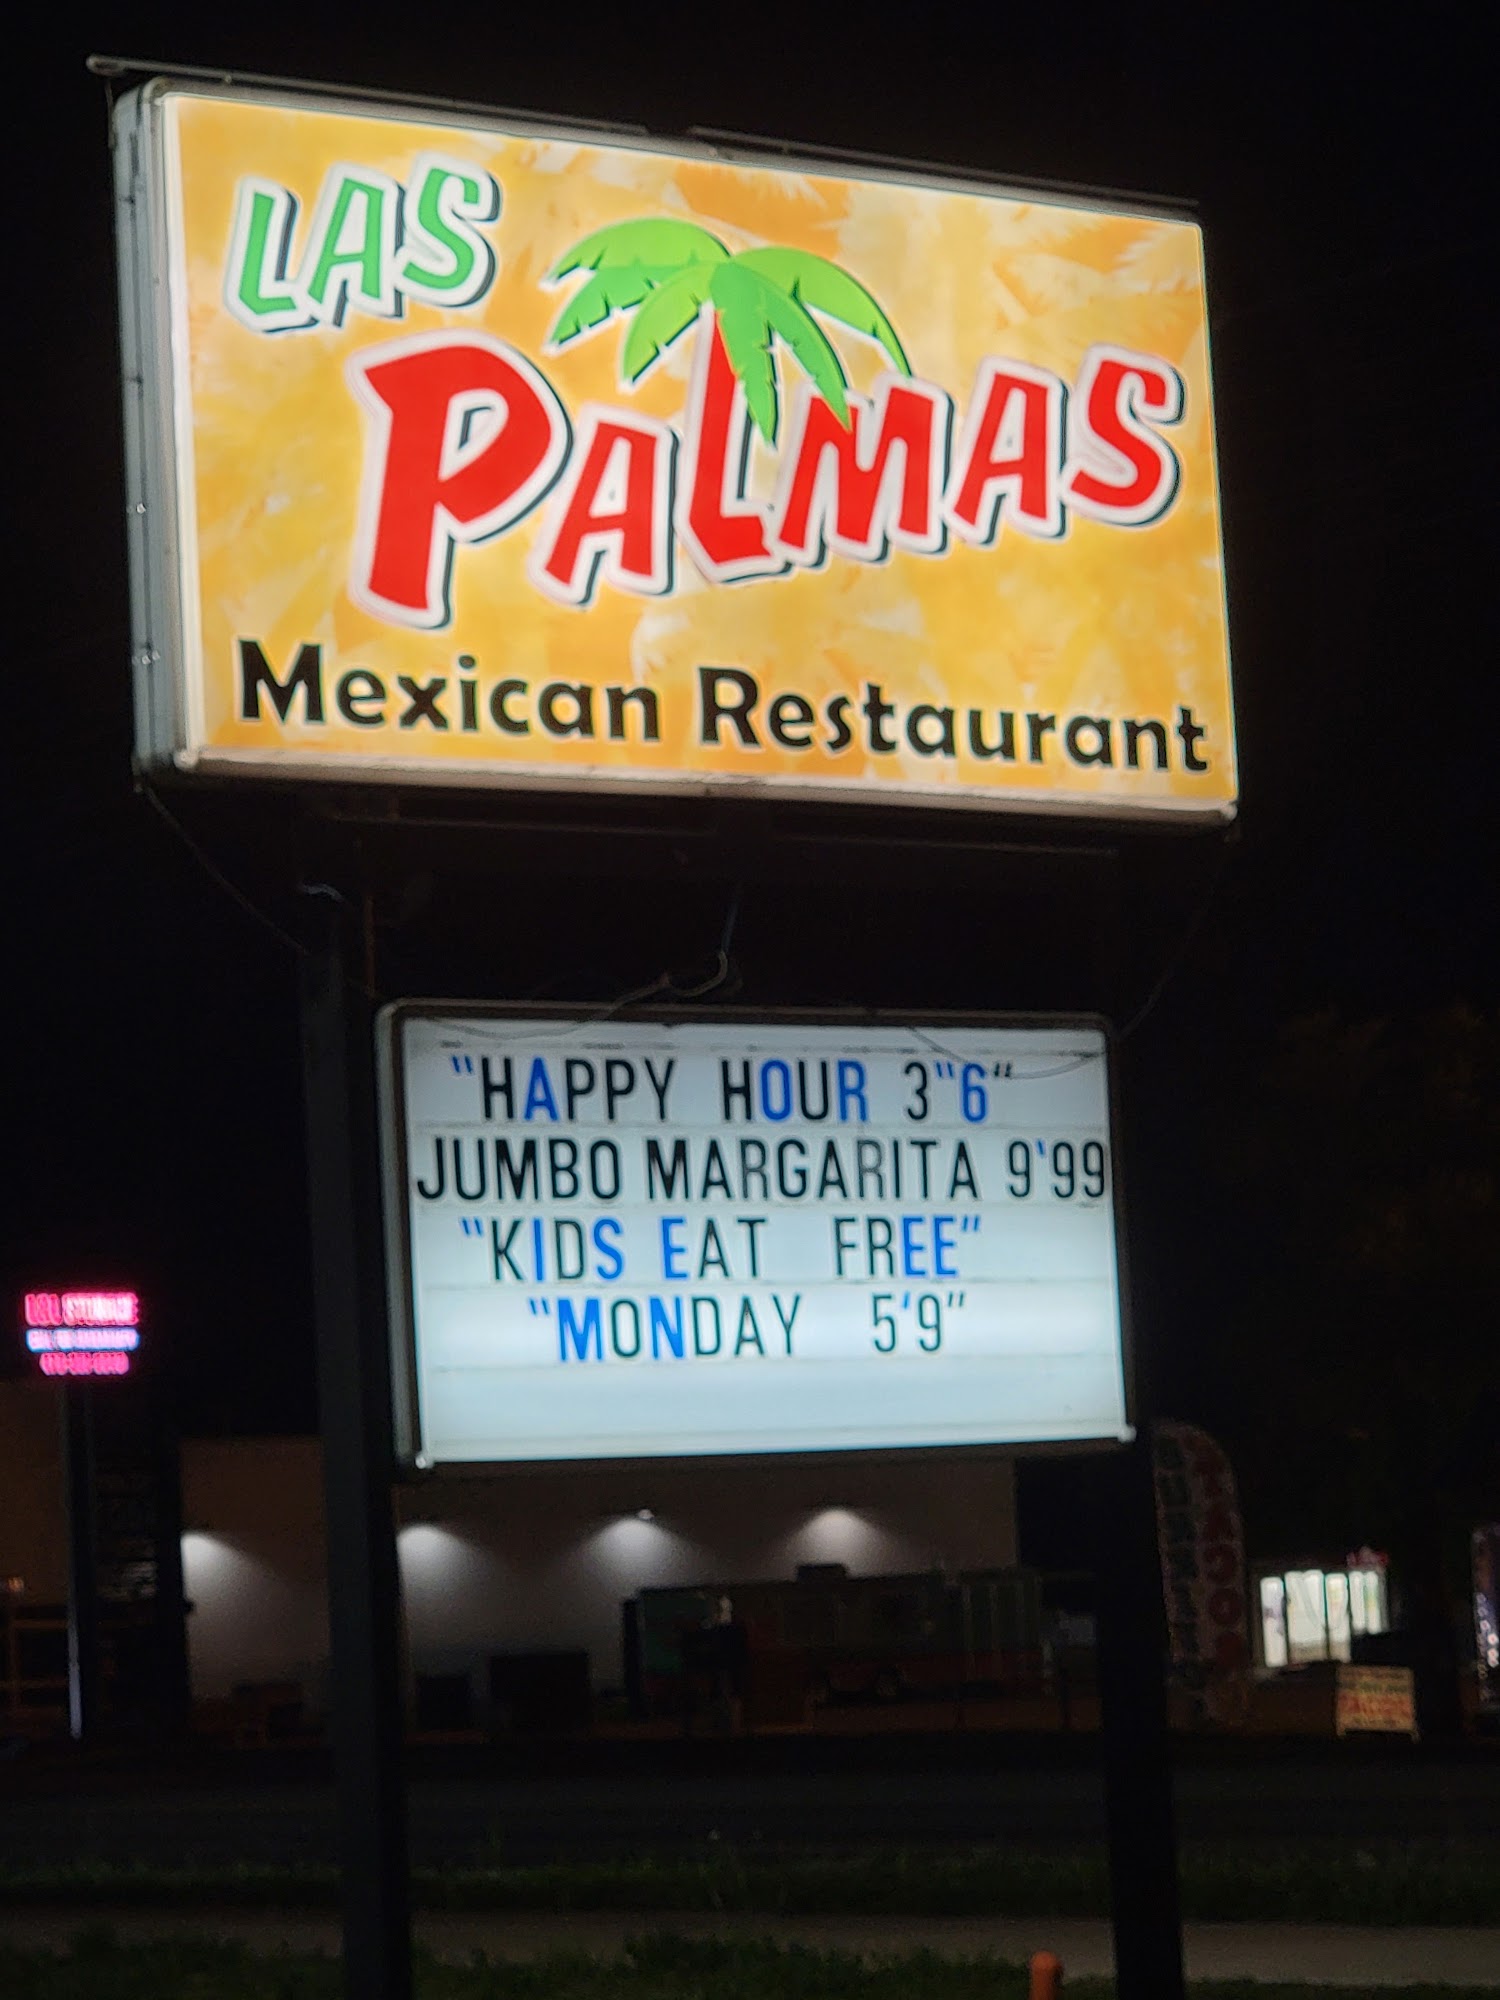 LAS
PALMAS
Mexican Restaurant
"HAPPY HOUR 3"6"
JUMBO MARGARITA 9'99
"KIDS EAT FREE"
"MONDAY 5'9"